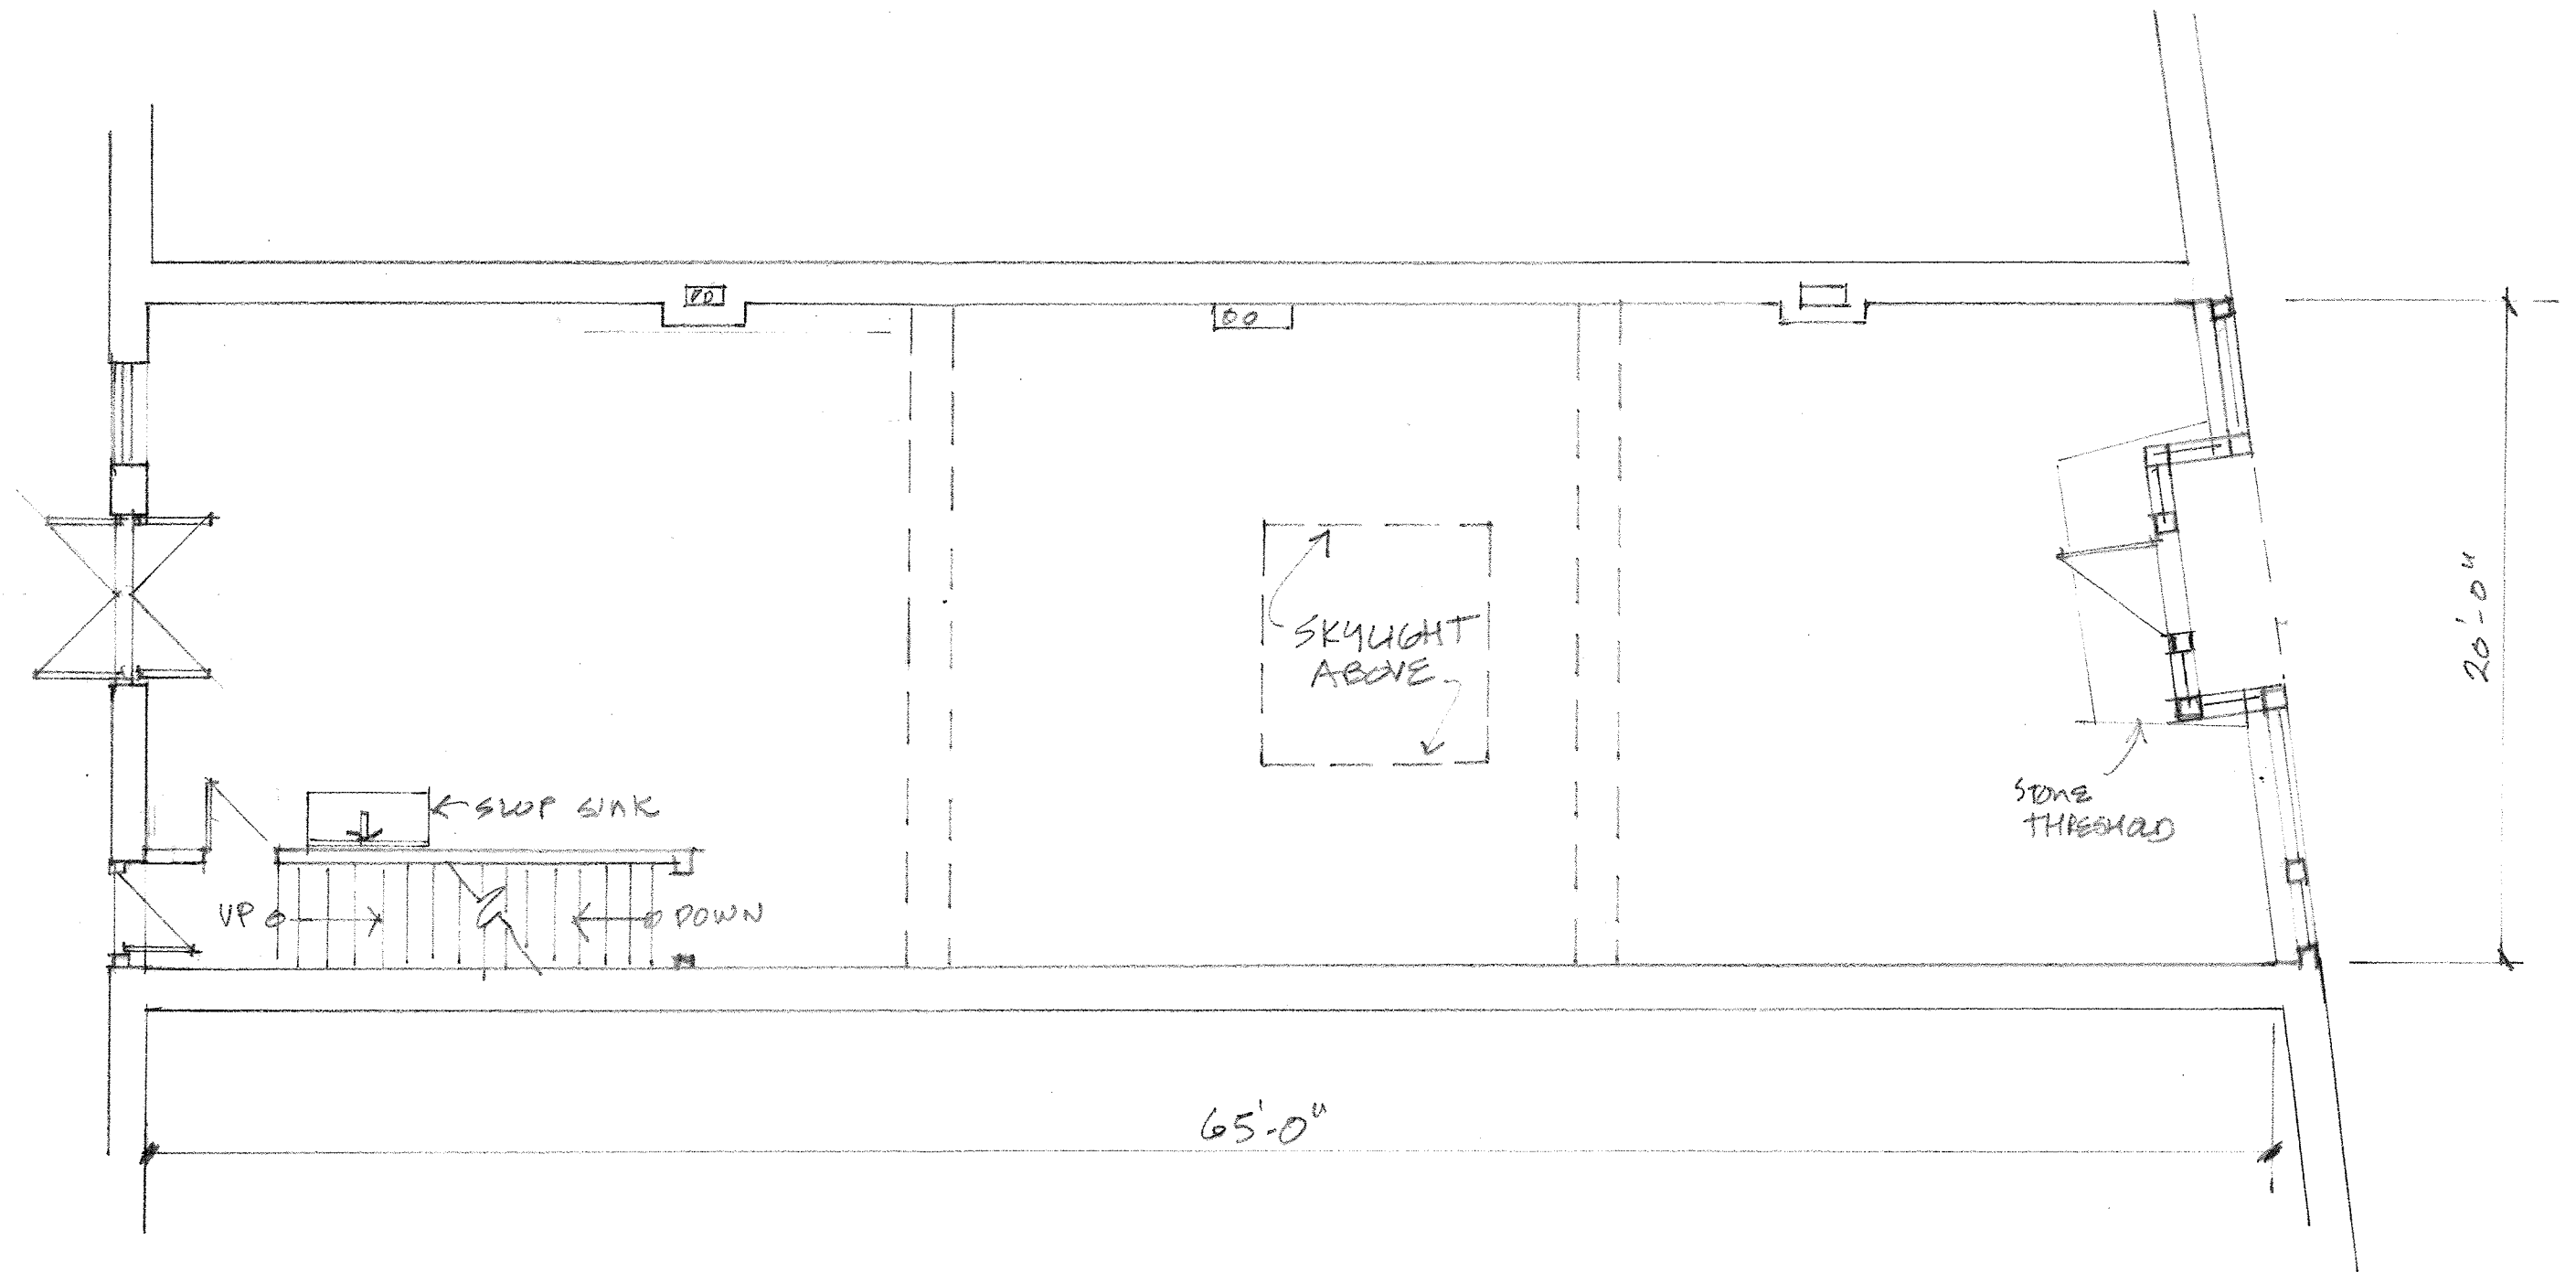 20'-0"
SKYLIGHT
ABOVE
STONE
THRESHOLD
SLOP SINK
UP
DOWN
65'-0"